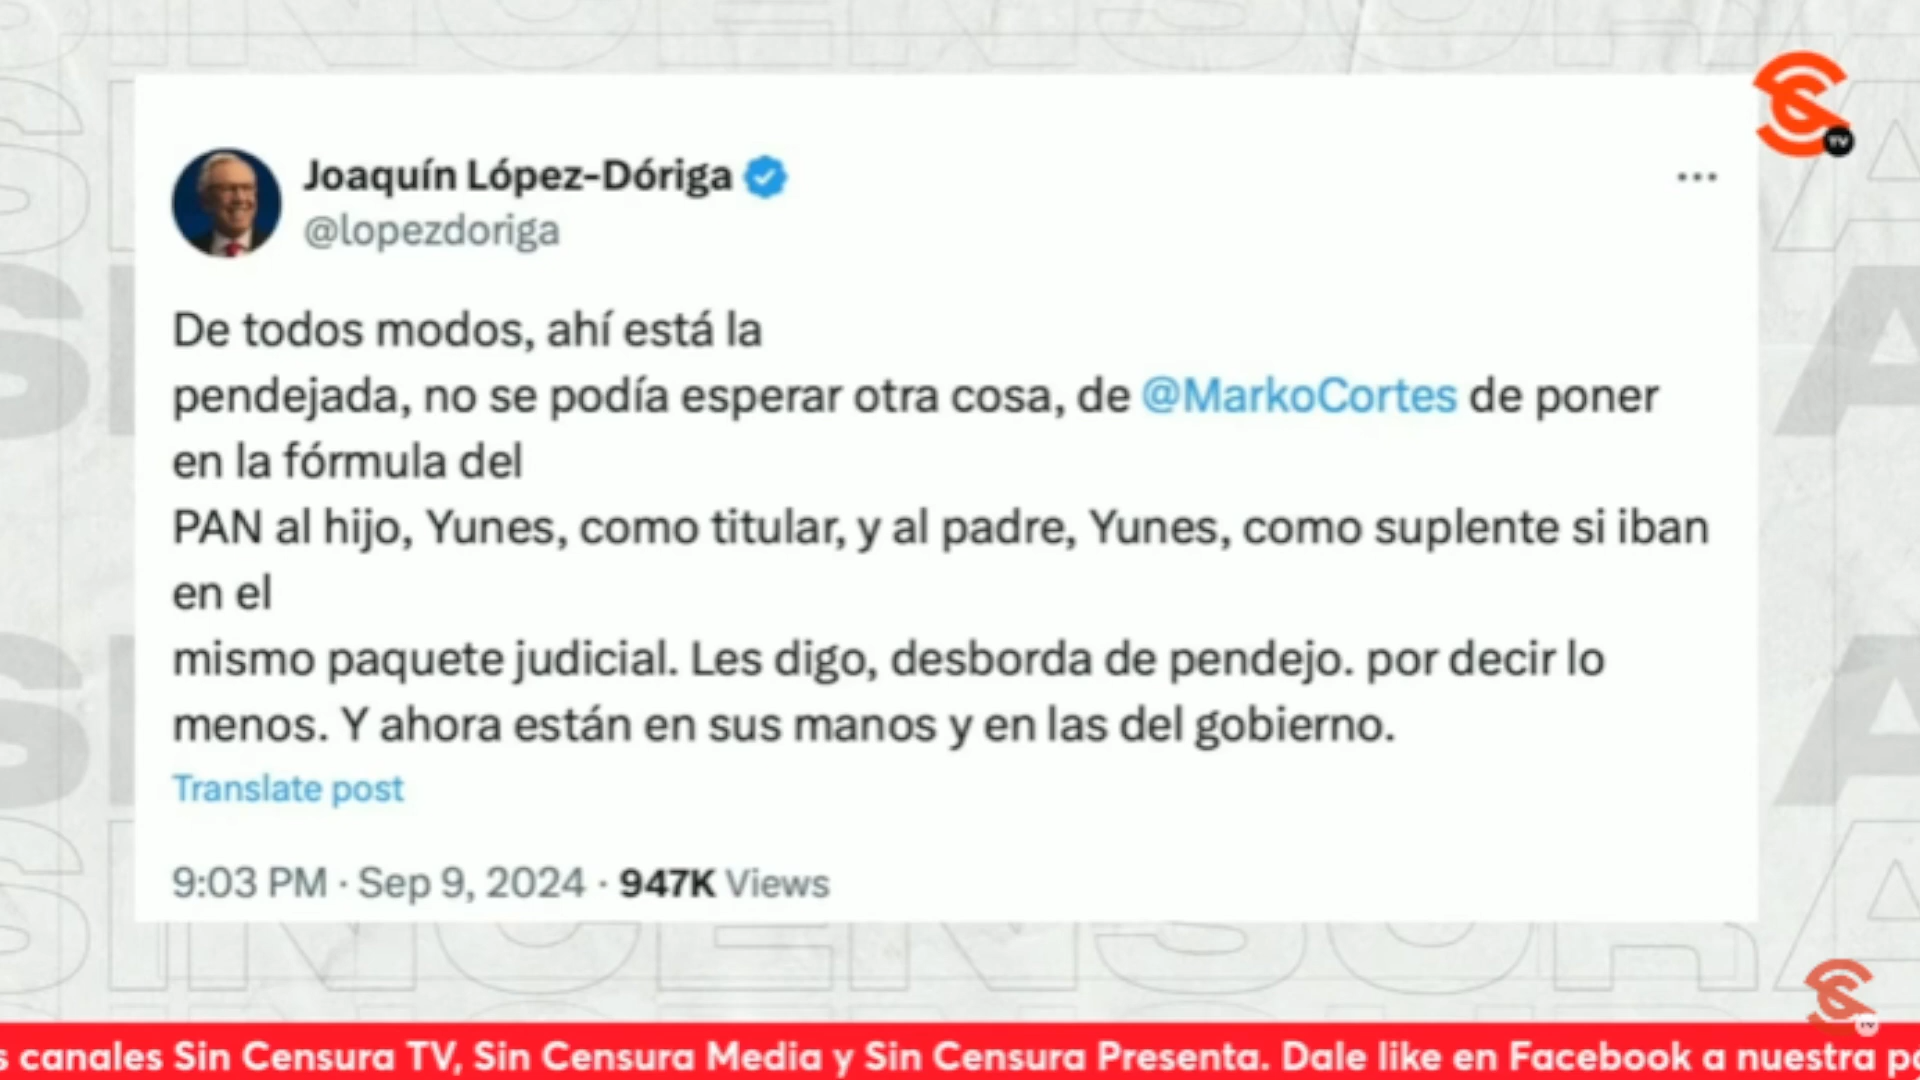 SINCENSURA
TV
Joaquín López-Dóriga
@lopezdoriga
De todos modos, ahí está la
pendejada, no se podía esperar otra cosa, de @MarkoCortes de poner
en la fórmula del
PAN al hijo, Yunes, como titular, y al padre, Yunes, como suplente si iban
en el
mismo paquete judicial. Les digo, desborda de pendejo. por decir lo
menos. Y ahora están en sus manos y en las del gobierno.
Translate post
9:03 PM · Sep 9, 2024 · 947K Views
SINCENSURA
TV
s canales Sin Censura TV, Sin Censura Media y Sin Censura Presenta. Dale like en Facebook a nuestra